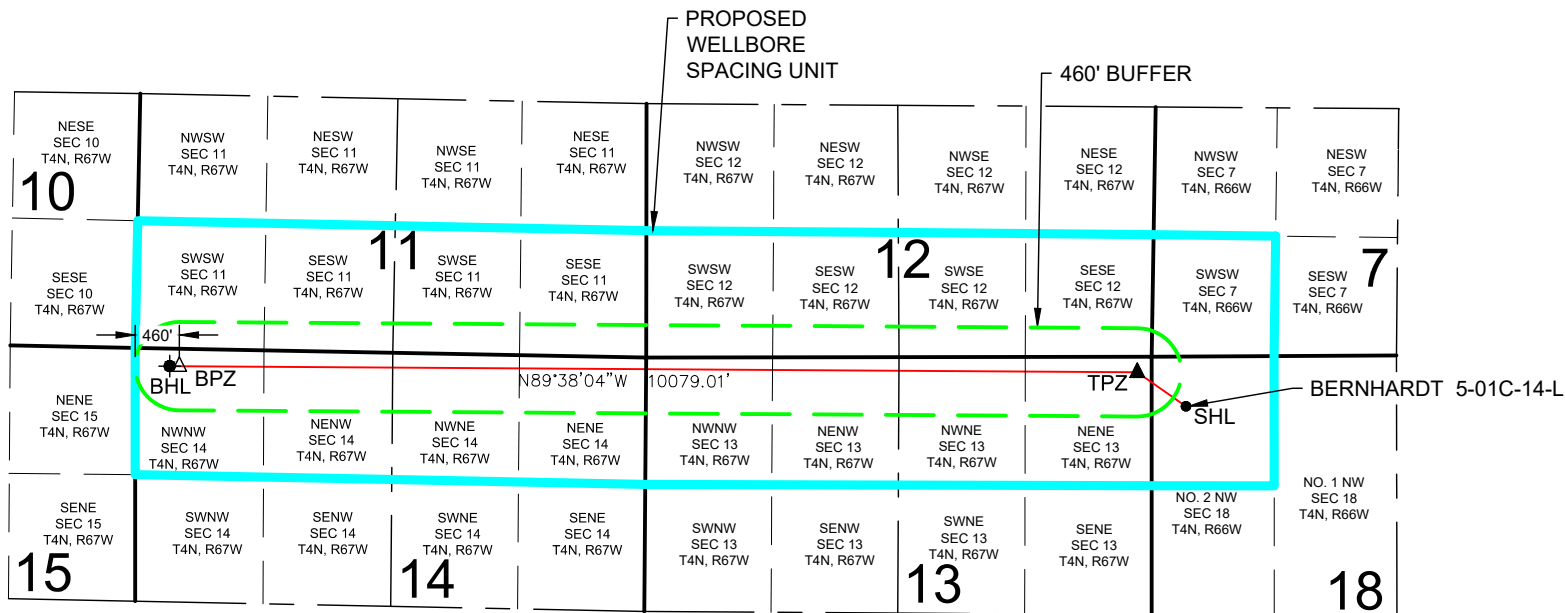 PROPOSED
WELLBORE
SPACING UNIT
460' BUFFER
NESE
SEC 10
T4N, R67W
10
NWSW
SEC 11
T4N, R67W
NESW
SEC 11
T4N, R67W
NWSE
SEC 11
T4N, R67W
NESE
SEC 11
T4N, R67W
NWSW
SEC 12
T4N, R67W
NESW
SEC 12
T4N, R67W
NWSE
SEC 12
T4N, R67W
NESE
SEC 12
T4N, R67W
NWSW
SEC 7
T4N, R66W
NESW
SEC 7
T4N, R66W
SESE
SEC 10
T4N, R67W
SWSW
SEC 11
T4N, R67W
SESW
SEC 11
T4N, R67W
11
SWSE
SEC 11
T4N, R67W
SESE
SEC 11
T4N, R67W
SWSW
SEC 12
T4N, R67W
SESW
SEC 12
T4N, R67W
12
SWSE
SEC 12
T4N, R67W
SESE
SEC 12
T4N, R67W
SWSW
SEC 7
T4N, R66W
SESW
SEC 7
T4N, R66W
7
460'
BHL
BPZ
N89°38'04"W 10079.01'
TPZ
SHL
BERNHARDT 5-01C-14-L
NENE
SEC 15
T4N, R67W
NWNW
SEC 14
T4N, R67W
NENW
SEC 14
T4N, R67W
NWNE
SEC 14
T4N, R67W
NENE
SEC 14
T4N, R67W
NWNW
SEC 13
T4N, R67W
NENW
SEC 13
T4N, R67W
NWNE
SEC 13
T4N, R67W
NENE
SEC 13
T4N, R67W
SENE
SEC 15
T4N, R67W
15
SWNW
SEC 14
T4N, R67W
SENW
SEC 14
T4N, R67W
SWNE
SEC 14
T4N, R67W
14
SENE
SEC 14
T4N, R67W
SWNW
SEC 13
T4N, R67W
SENW
SEC 13
T4N, R67W
SWNE
SEC 13
T4N, R67W
13
SENE
SEC 13
T4N, R67W
NO. 2 NW
SEC 18
T4N, R66W
NO. 1 NW
SEC 18
T4N, R66W
18